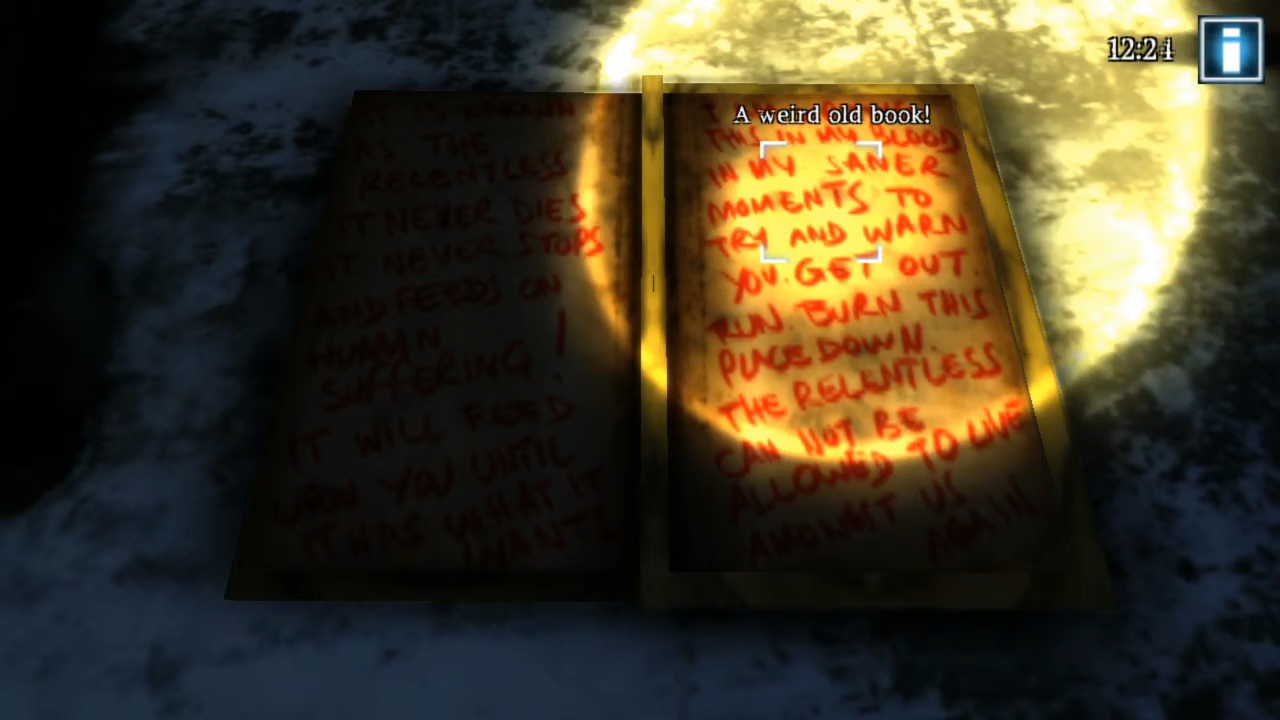 12:24
A weird old book!
IT IS KNOWN
AS THE
RELENTLESS
IT NEVER DIES
IT NEVER STOPS
AND FEEDS ON
HUMAN
SUFFERING!
IT WILL FEED
UPON YOU UNTIL
IT HAS WHAT IT
WANTS
THIS IN MY BLOOD
IN MY SANER
MOMENTS TO
TRY AND WARN
YOU. GET OUT.
RUN. BURN THIS
PLACE DOWN.
THE RELENTLESS
CAN NOT BE
ALLOWED TO LIVE
AMONGST US
AGAIN